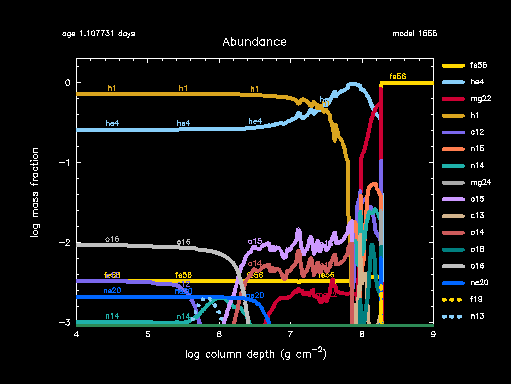 age 1.107731 days
model 1666
Abundance
fe56
0
−1
−2
−3
log mass fraction
h1 h1 h1
he4 he4 he4
o16 o16
o15
o14
fe56 fe56
ne20 ne20
n14 n14
4 5 6 7 8 9
log column depth (g cm−2)
fe56
he4
mg22
h1
c12
n15
n14
mg24
o15
c13
o14
o18
o16
ne20
f19
n13